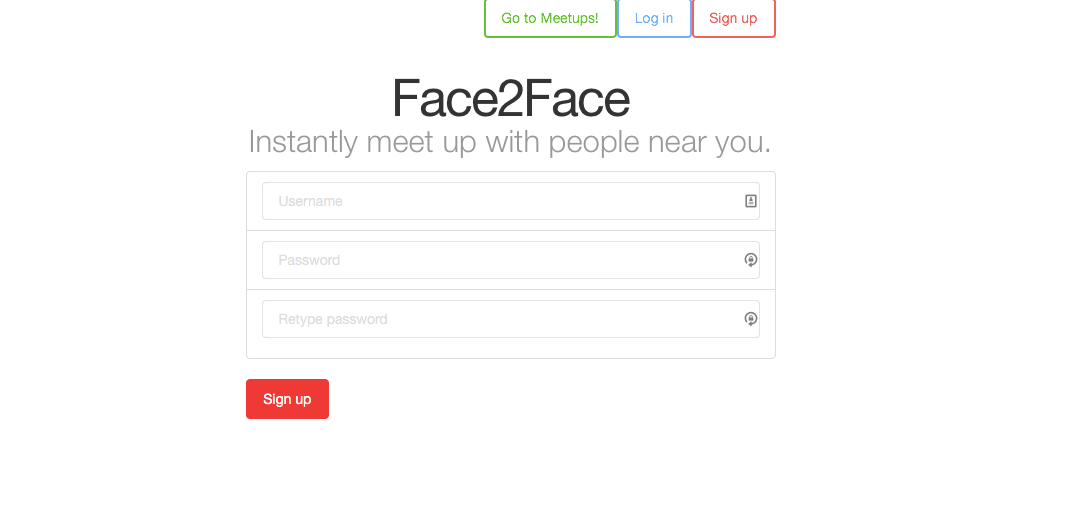 Go to Meetups! Log in Sign up
Face2Face
Instantly meet up with people near you.
Username
Password
Retype password
Sign up